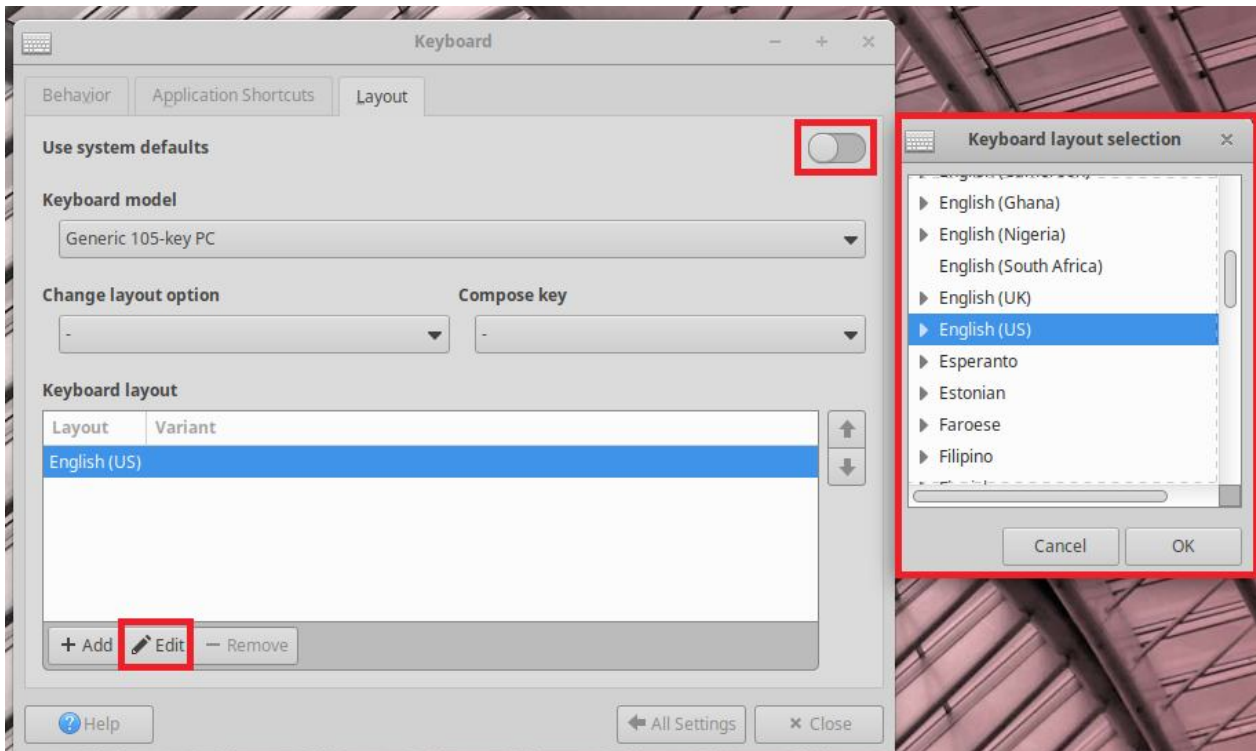 Keyboard
Behavior Application Shortcuts Layout
Use system defaults
Keyboard model
Generic 105-key PC
Change layout option Compose key
- -
Keyboard layout
Layout Variant
English (US)
+ Add Edit − Remove
? Help All Settings × Close
Keyboard layout selection
English (Ghana)
English (Nigeria)
English (South Africa)
English (UK)
English (US)
Esperanto
Estonian
Faroese
Filipino
Cancel OK